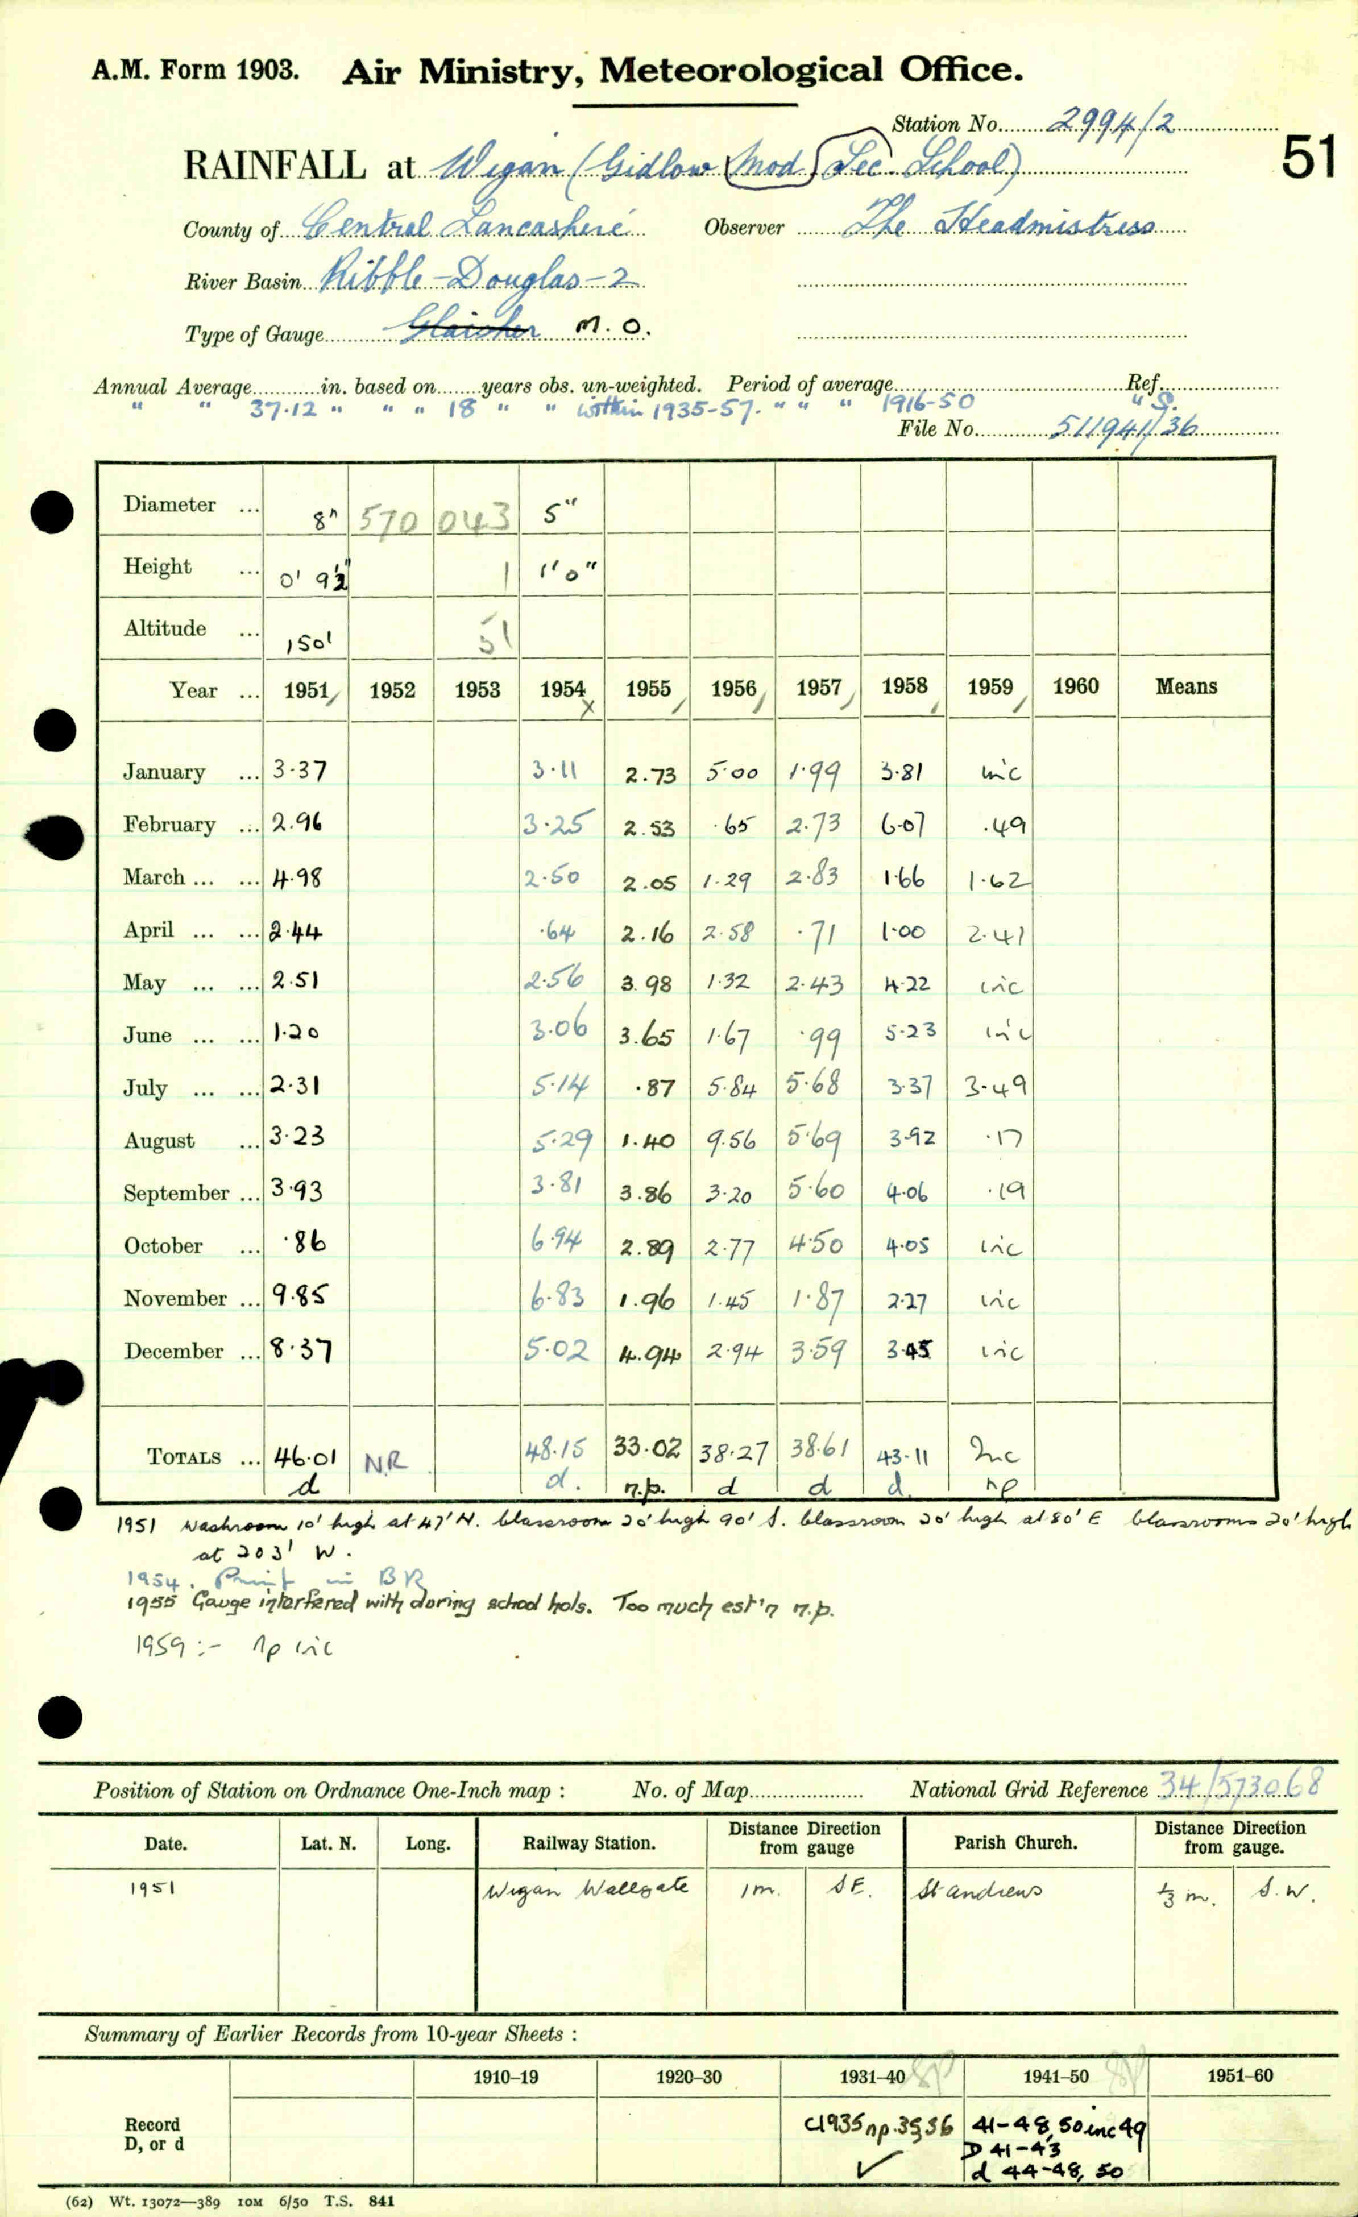 A.M. Form 1903. Air Ministry, Meteorological Office.
Station No. 2994/2
51
RAINFALL at Wigan (Gidlow Mod. Sec. School)
County of Central Lancashire Observer The Headmistress
River Basin Ribble-Douglas-2
Type of Gauge Glaisher M.O.
Annual Average in. based on years obs. un-weighted. Period of average Ref.
" " 37.12 " " " 18 " " within 1935-57. " " " 1916-50 " S.
File No. 511941/36
Diameter ... 8" 570 043 5"
Height ... 0' 9½" 1 1'0"
Altitude ... 150' 51
Year ... 1951 1952 1953 1954 1955 1956 1957 1958 1959 1960 Means
x
January ... 3.37 3.11 2.73 5.00 1.99 3.81 inc
February ... 2.96 3.25 2.53 .65 2.73 6.07 .49
March ... ... 4.98 2.50 2.05 1.29 2.83 1.66 1.62
April ... ... 2.44 .64 2.16 2.58 .71 1.00 2.41
May ... ... 2.51 2.56 3.98 1.32 2.43 4.22 inc
June ... ... 1.20 3.06 3.65 1.67 .99 5.23 inc
July ... ... 2.31 5.14 .87 5.84 5.68 3.37 3.49
August ... 3.23 5.29 1.40 9.56 5.69 3.92 .17
September ... 3.93 3.81 3.86 3.20 5.60 4.06 .19
October ... .86 6.94 2.89 2.77 4.50 4.05 inc
November ... 9.85 6.83 1.96 1.45 1.87 2.27 inc
December ... 8.37 5.02 4.94 2.94 3.59 3.45 inc
TOTALS ... 46.01 N.R. 48.15 33.02 38.27 38.61 43.11 Inc
d d. n.p. d d d. np
1951 Washroom 10' high at 47' N. Classroom 20' high 90' S. Classroom 20' high at 80' E Classrooms 20' high
at 203' W.
1954. Print in BR
1955 Gauge interfered with during school hols. Too much est'n n.p.
1959 :- np inc
Position of Station on Ordnance One-Inch map : No. of Map National Grid Reference 34/573068
Date. Lat. N. Long. Railway Station. Distance from Direction gauge Parish Church. Distance from Direction gauge.
1951 Wigan Wallgate 1m. SE. St Andrews ⅓ m. S.W.
Summary of Earlier Records from 10-year Sheets :
1910–19 1920–30 1931–40 1941–50 1951–60
Record D, or d
c1935 np.35,36 41-48,50 inc 49
✓ D 41-43
d 44-48, 50
(62) Wt. 13072—389 10M 6/50 T.S. 841